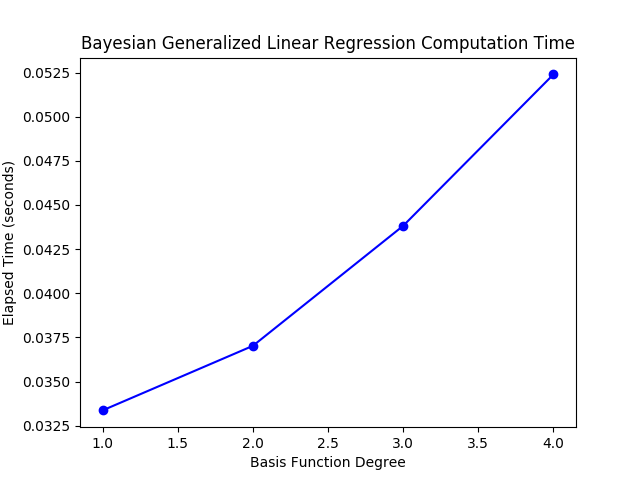 Bayesian Generalized Linear Regression Computation Time
0.0525
0.0500
0.0475
0.0450
0.0425
0.0400
0.0375
0.0350
0.0325
Elapsed Time (seconds)
1.0 1.5 2.0 2.5 3.0 3.5 4.0
Basis Function Degree